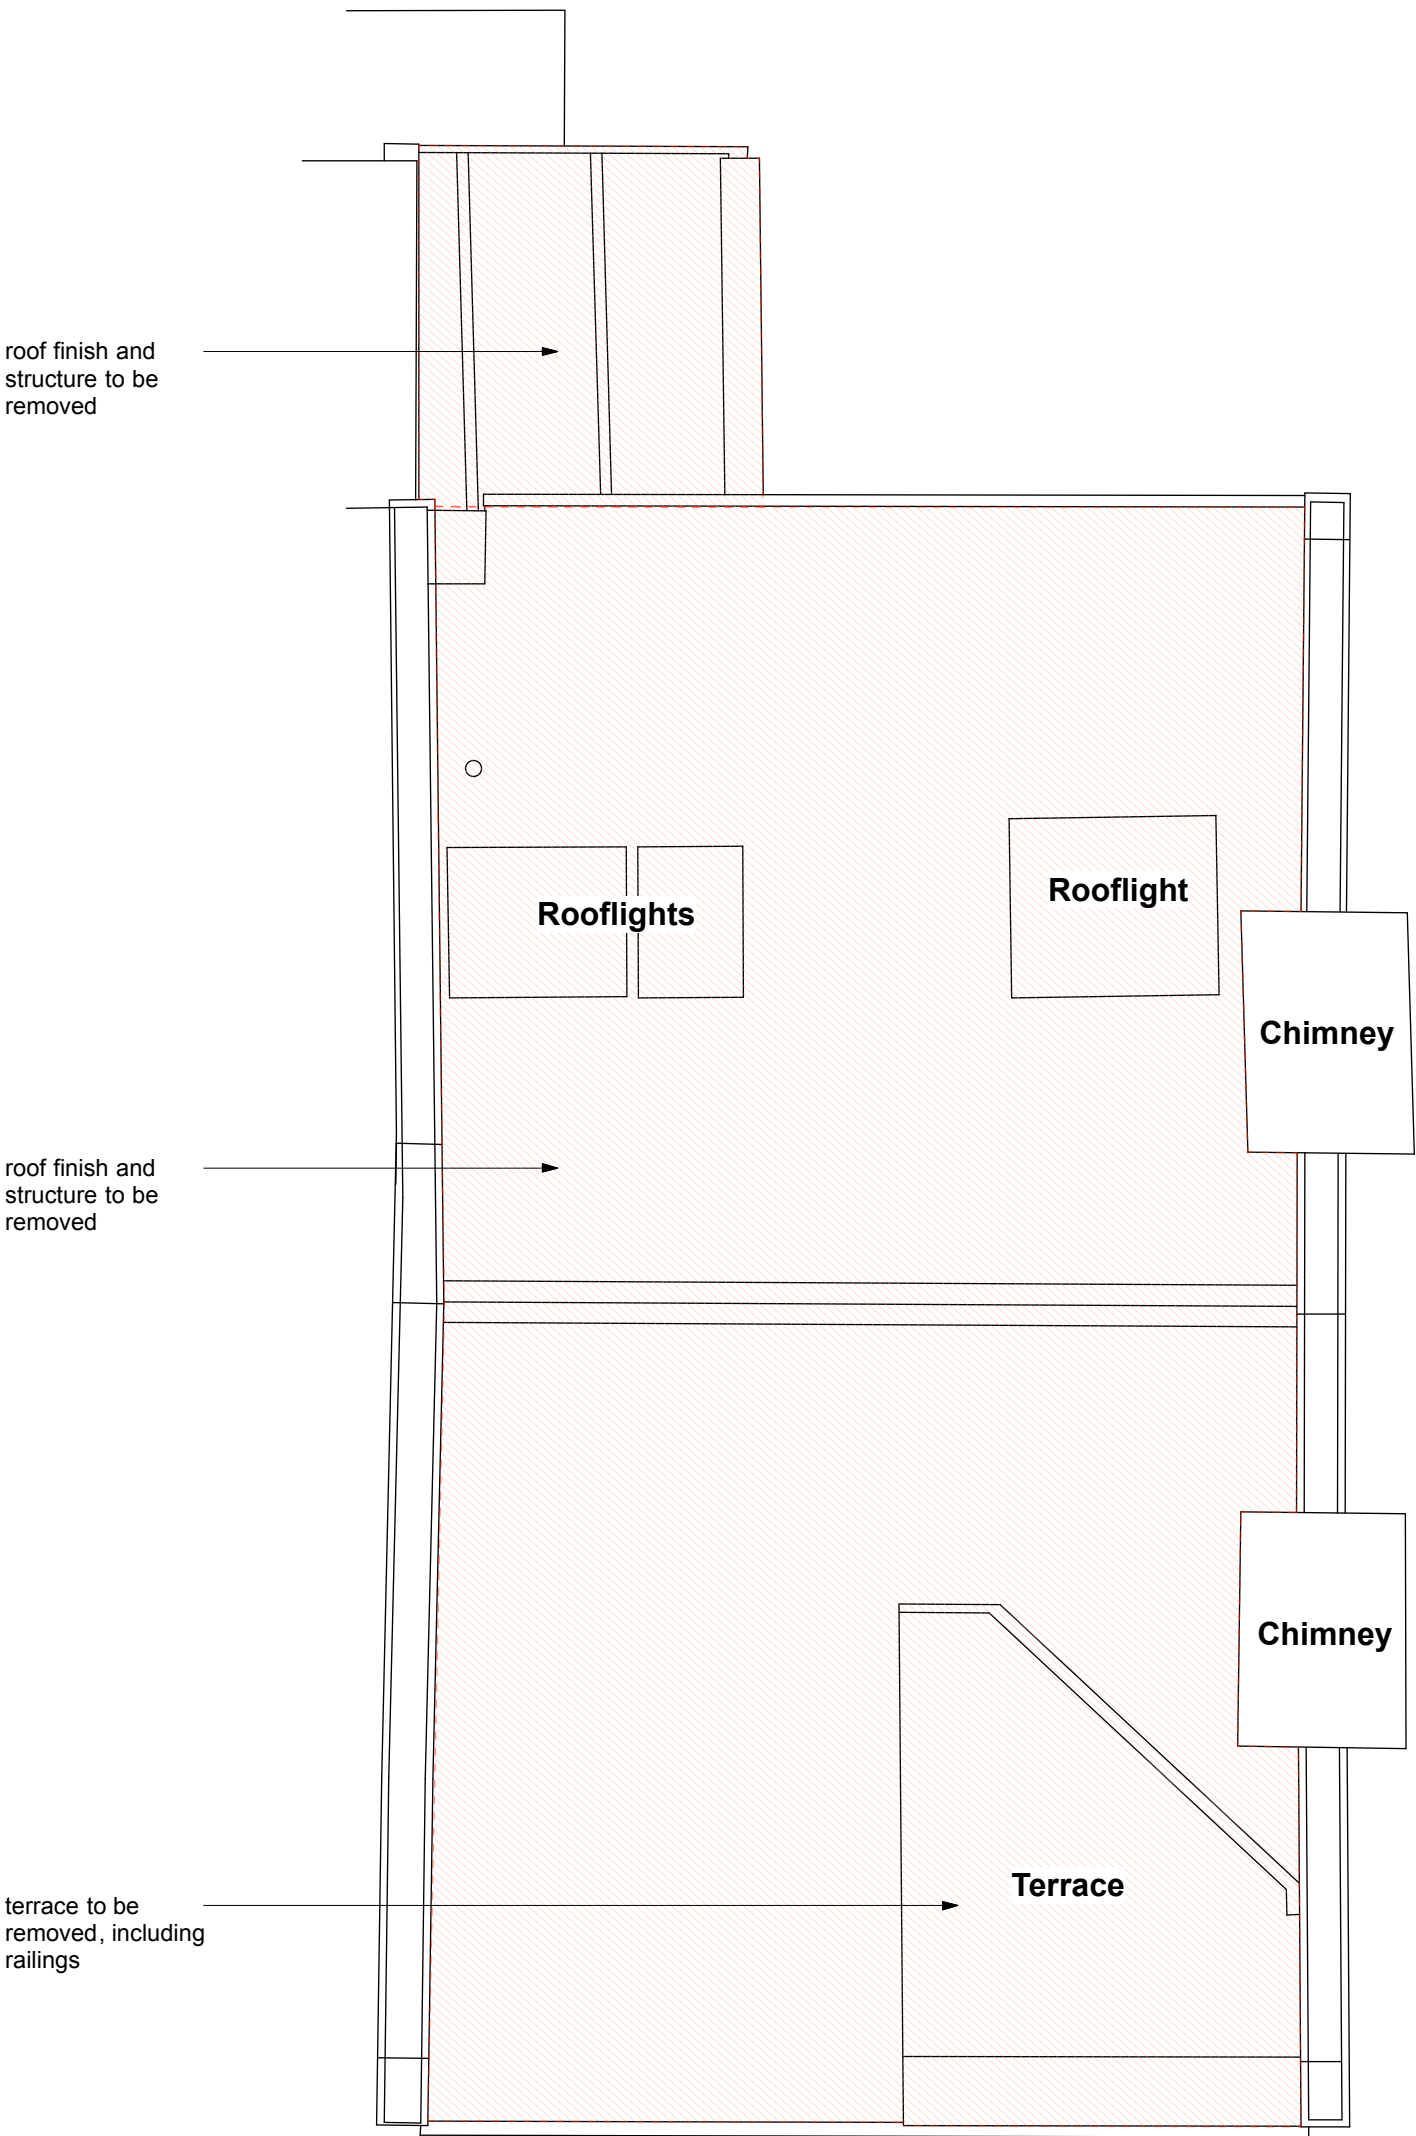 roof finish and
structure to be
removed
Rooflights
Rooflight
Chimney
roof finish and
structure to be
removed
Chimney
Terrace
terrace to be
removed, including
railings